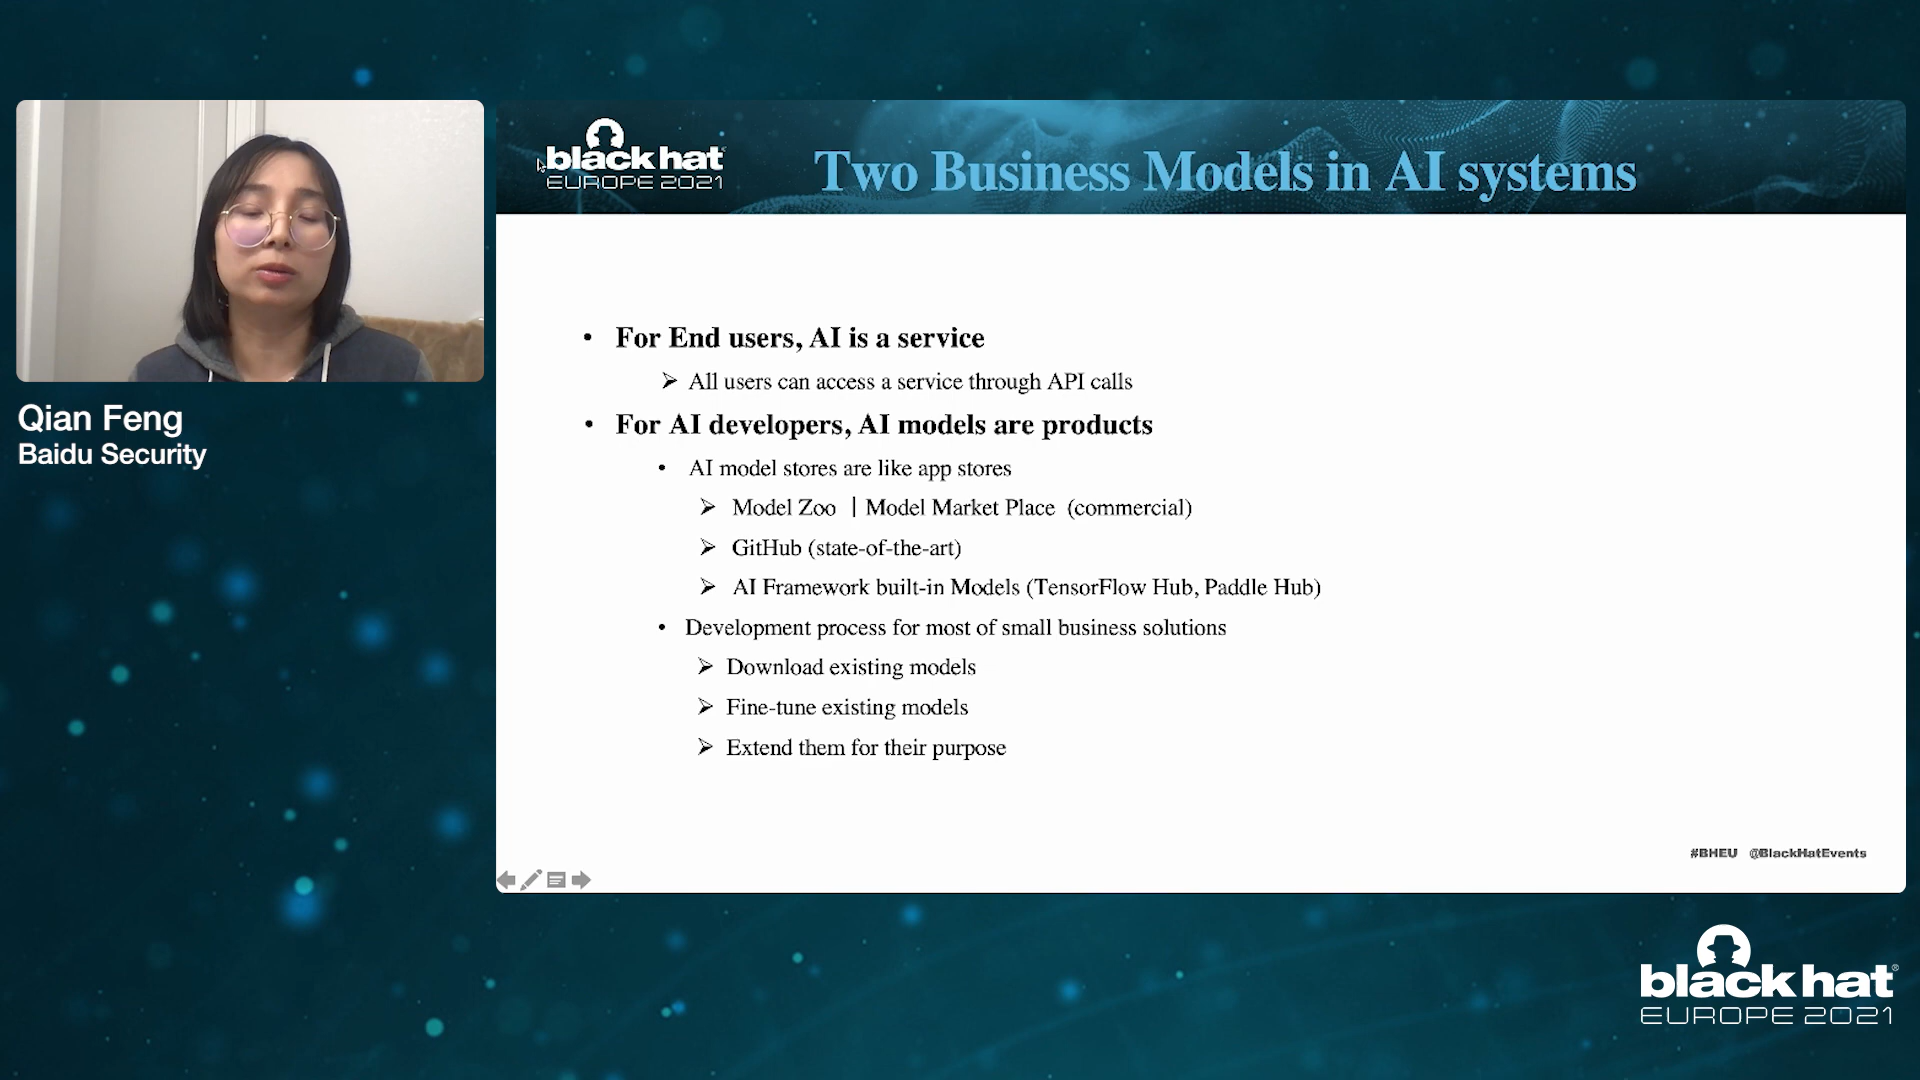 black hat
EUROPE 2021
Two Business Models in AI systems
Qian Feng
Baidu Security
• For End users, AI is a service
➢ All users can access a service through API calls
• For AI developers, AI models are products
• AI model stores are like app stores
➢ Model Zoo | Model Market Place (commercial)
➢ GitHub (state-of-the-art)
➢ AI Framework built-in Models (TensorFlow Hub, Paddle Hub)
• Development process for most of small business solutions
➢ Download existing models
➢ Fine-tune existing models
➢ Extend them for their purpose
#BHEU @BlackHatEvents
black hat®
EUROPE 2021